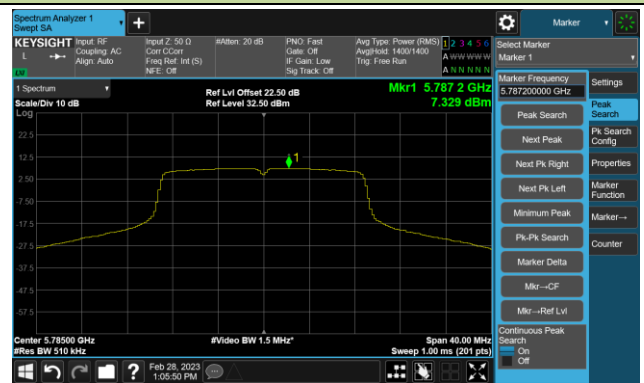 Spectrum Analyzer 1
Swept SA
+
Marker
KEYSIGHT
L
LV
Input: RF
Coupling: AC
Align: Auto
Input Z: 50 Ω
Corr CCorr
Freq Ref: Int (S)
NFE: Off
#Atten: 20 dB
PNO: Fast
Gate: Off
IF Gain: Low
Sig Track: Off
Avg Type: Power (RMS)
Avg|Hold: 1400/1400
Trig: Free Run
1 2 3 4 5 6
A W W W W W
A N N N N N
Select Marker
Marker 1
1 Spectrum
Scale/Div 10 dB
Log
Ref Lvl Offset 22.50 dB
Ref Level 32.50 dBm
Mkr1 5.787 2 GHz
7.329 dBm
22.5
12.5
2.50
-7.50
-17.5
-27.5
-37.5
-47.5
-57.5
1
Center 5.78500 GHz
#Res BW 510 kHz
#Video BW 1.5 MHz*
Span 40.00 MHz
Sweep 1.00 ms (201 pts)
Marker Frequency
5.787200000 GHz
Peak Search
Next Peak
Next Pk Right
Next Pk Left
Minimum Peak
Pk-Pk Search
Marker Delta
Mkr→CF
Mkr→Ref Lvl
Continuous Peak
Search
On
Off
Settings
Peak
Search
Pk Search
Config
Properties
Marker
Function
Marker→
Counter
?
Feb 28, 2023
1:05:50 PM